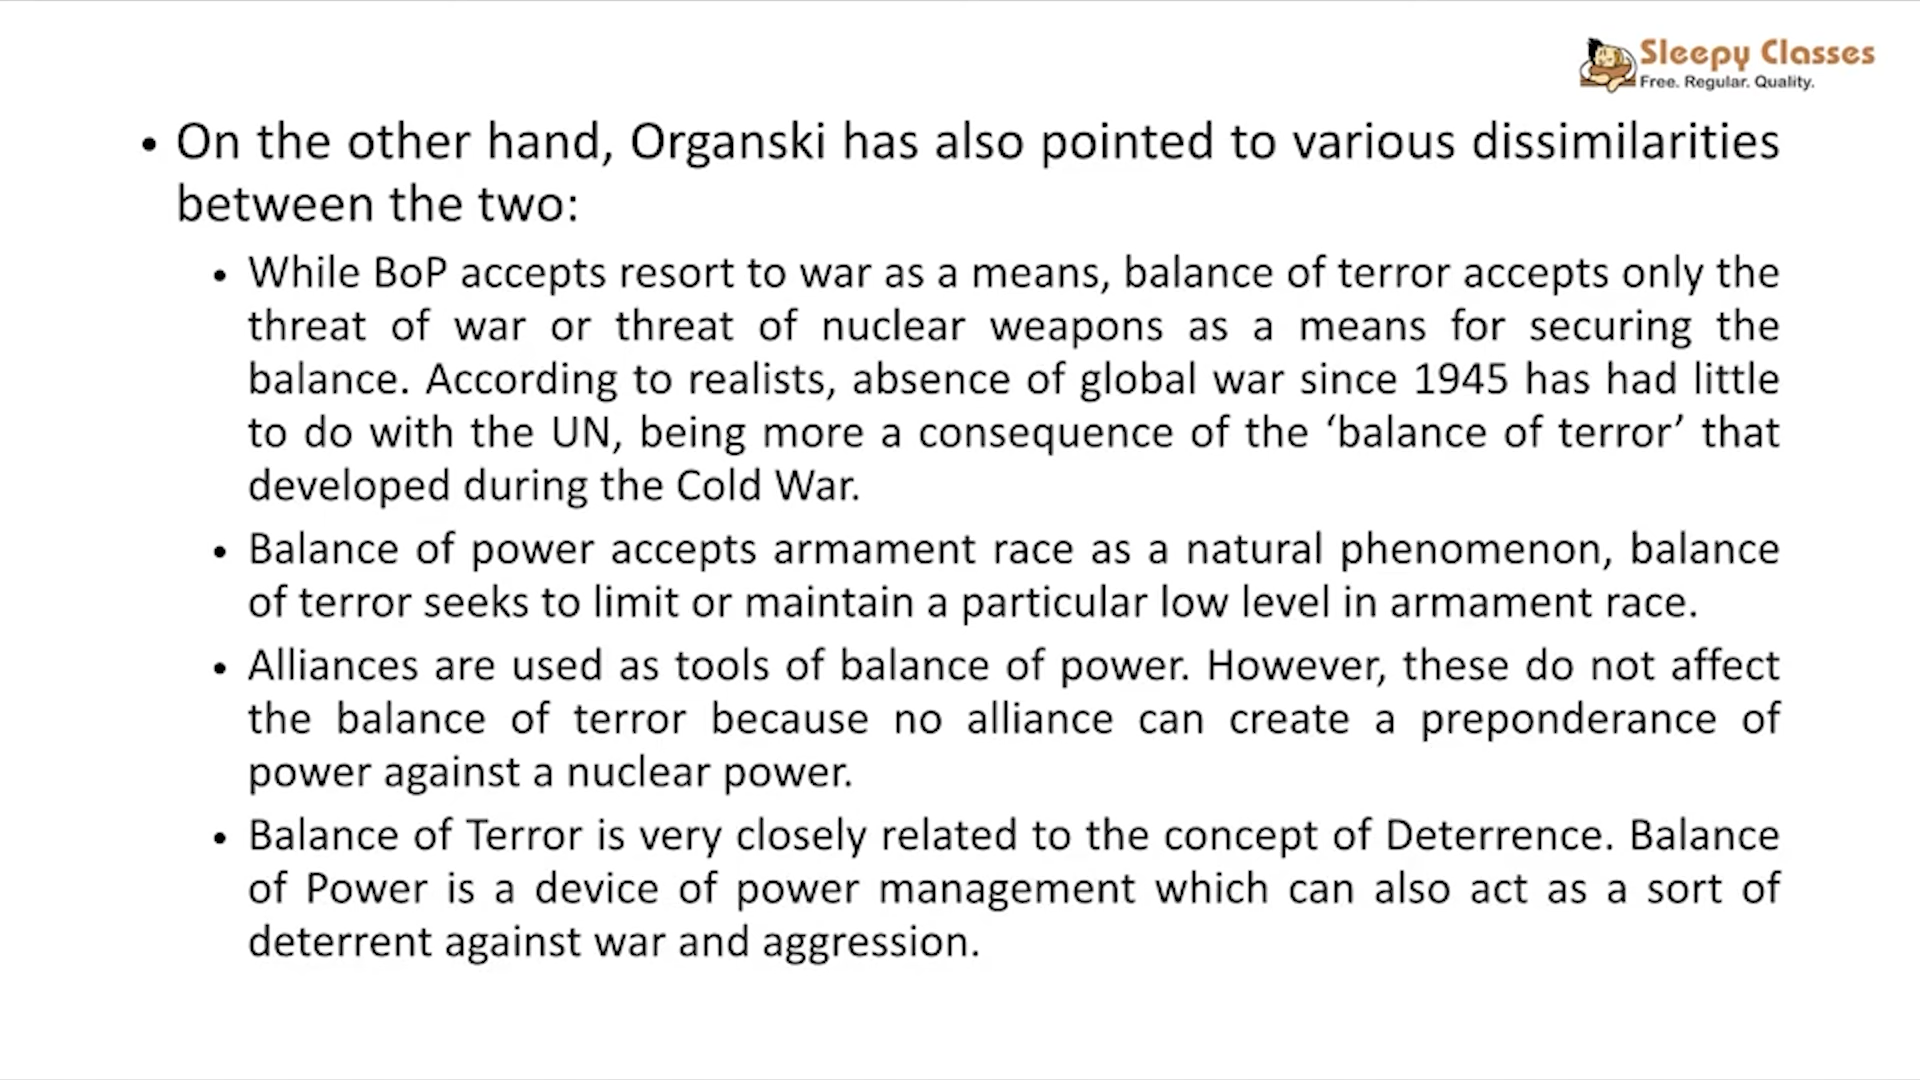 Sleepy Classes
Free. Regular. Quality.
• On the other hand, Organski has also pointed to various dissimilarities
between the two:
• While BoP accepts resort to war as a means, balance of terror accepts only the
threat of war or threat of nuclear weapons as a means for securing the
balance. According to realists, absence of global war since 1945 has had little
to do with the UN, being more a consequence of the ‘balance of terror’ that
developed during the Cold War.
• Balance of power accepts armament race as a natural phenomenon, balance
of terror seeks to limit or maintain a particular low level in armament race.
• Alliances are used as tools of balance of power. However, these do not affect
the balance of terror because no alliance can create a preponderance of
power against a nuclear power.
• Balance of Terror is very closely related to the concept of Deterrence. Balance
of Power is a device of power management which can also act as a sort of
deterrent against war and aggression.